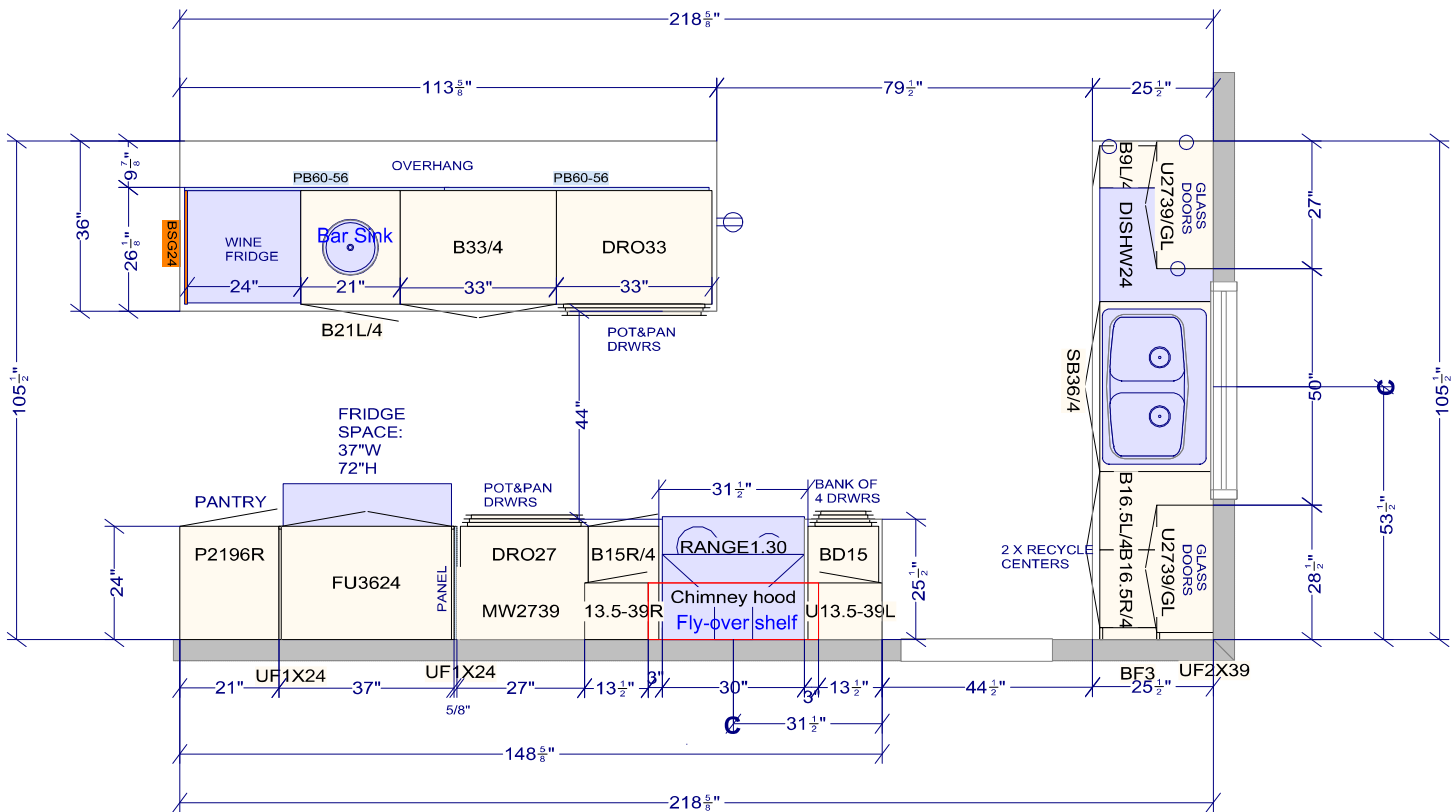 218 5/8"
113 5/8"
79 1/2"
25 1/2"
9 7/8"
OVERHANG
PB60-56
PB60-56
36"
26 1/8"
BSG24
WINE
FRIDGE
Bar Sink
B33/4
DRO33
24"
21"
33"
33"
B21L/4
POT&PAN
DRWRS
B9L/4
U2739/GL
GLASS
DOORS
DISHW24
27"
105 1/2"
SB36/4
50"
105 1/2"
53 1/2"
44"
FRIDGE
SPACE:
37"W
72"H
PANTRY
POT&PAN
DRWRS
31 1/2"
BANK OF
4 DRWRS
P2196R
FU3624
PANEL
DRO27
B15R/4
RANGE1.30
BD15
24"
MW2739
13.5-39R
Chimney hood
Fly-over shelf
U13.5-39L
25 1/2"
2 X RECYCLE
CENTERS
B16.5L/4
B16.5R/4
U2739/GL
GLASS
DOORS
28 1/2"
UF1X24
UF1X24
BF3
UF2X39
21"
37"
5/8"
27"
13 1/2"
3"
30"
3"
13 1/2"
44 1/2"
25 1/2"
31 1/2"
148 5/8"
218 5/8"